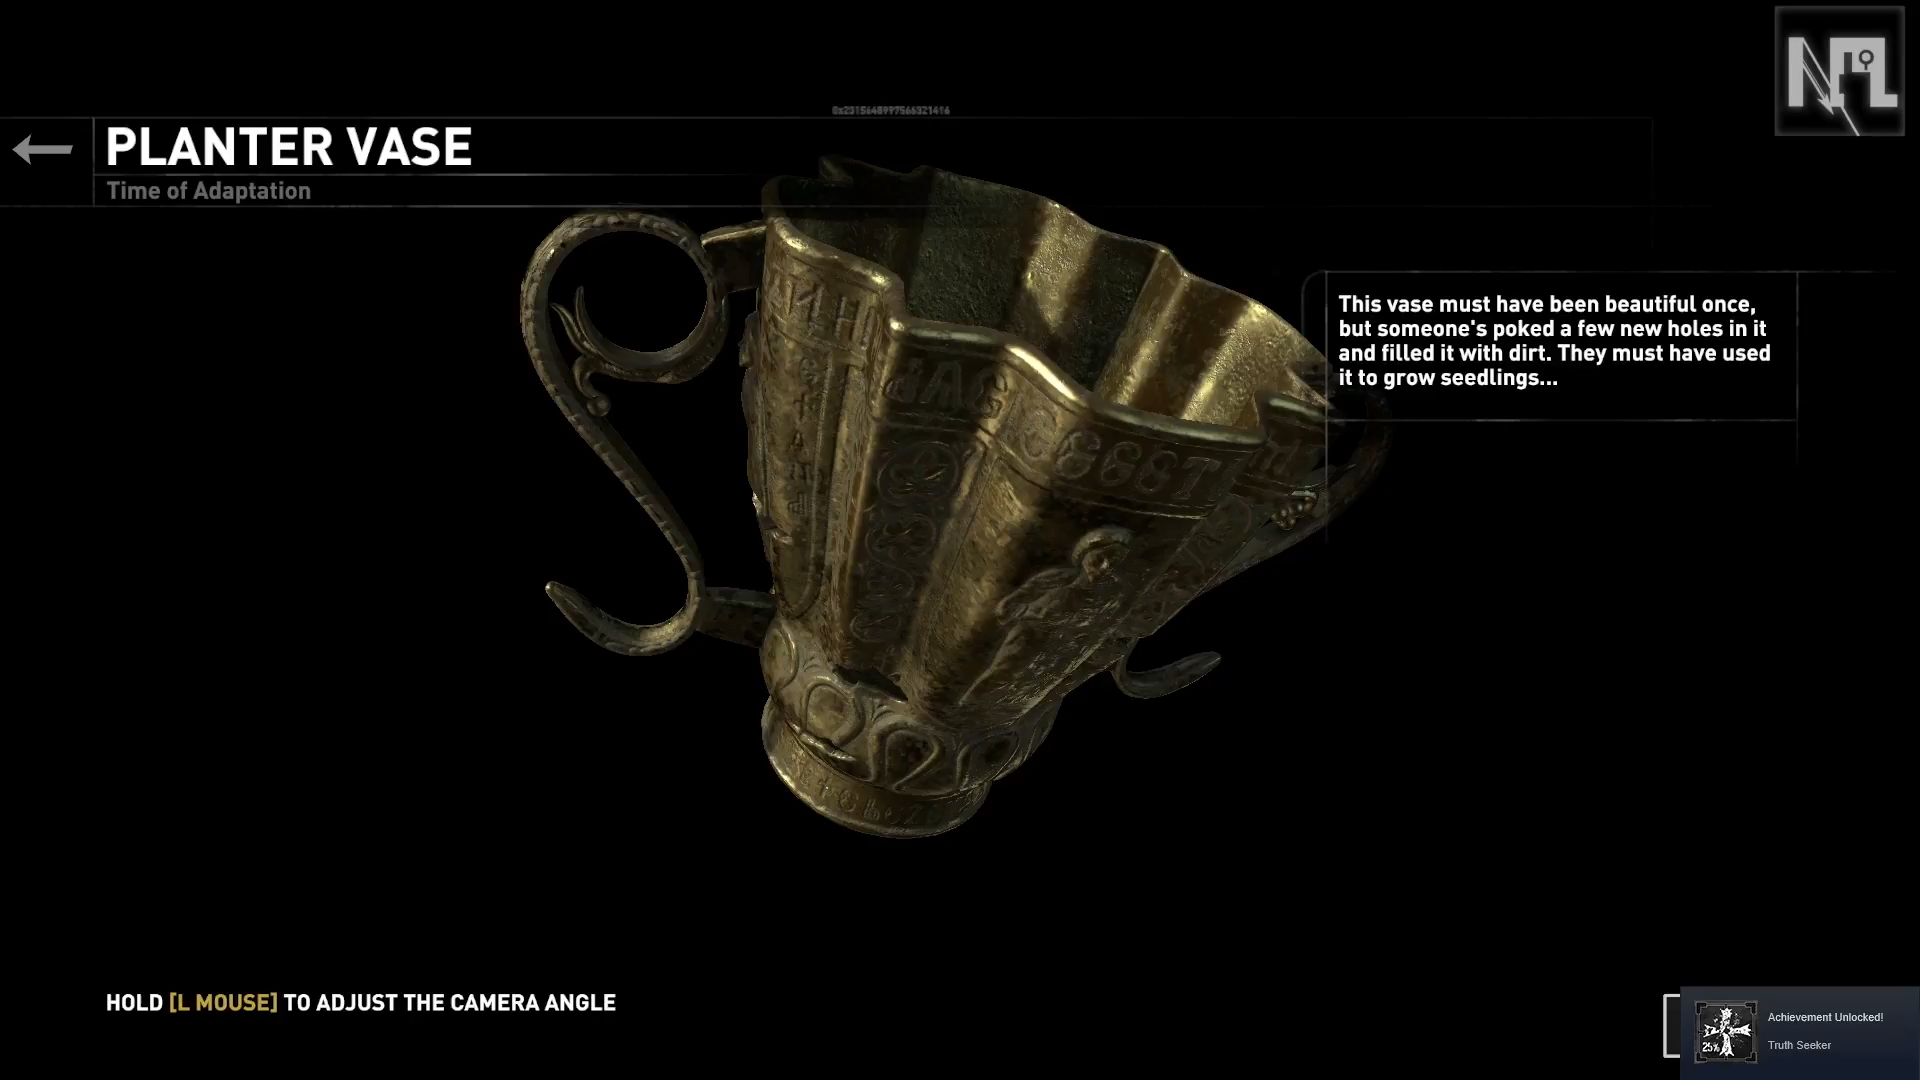 0x2315648997566321416
PLANTER VASE
Time of Adaptation
This vase must have been beautiful once,
but someone's poked a few new holes in it
and filled it with dirt. They must have used
it to grow seedlings...
HOLD [L MOUSE] TO ADJUST THE CAMERA ANGLE
Achievement Unlocked!
25%
Truth Seeker